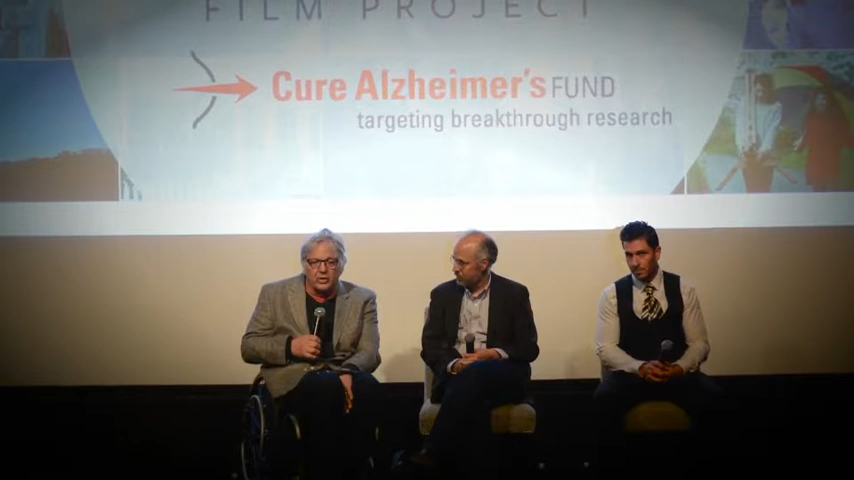 FILM PROJECT
Cure Alzheimer's FUND
targeting breakthrough research